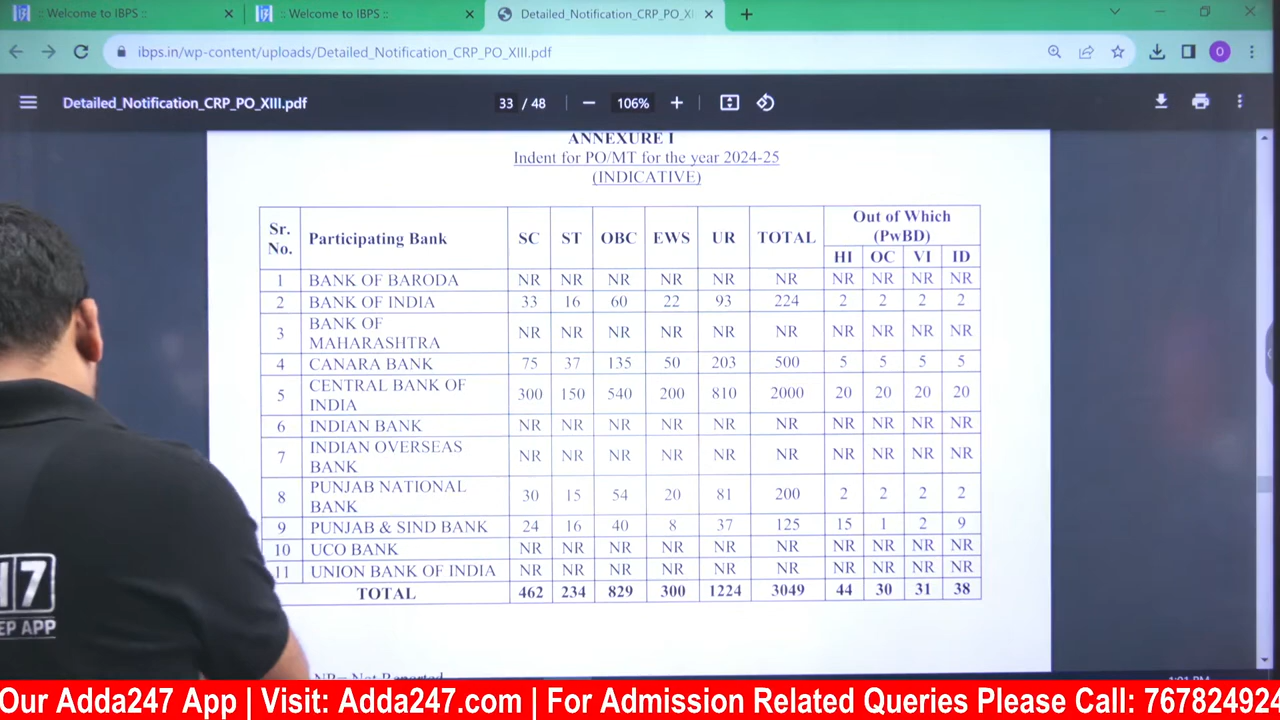 :: Welcome to IBPS ::
:: Welcome to IBPS ::
Detailed_Notification_CRP_PO_XI
ibps.in/wp-content/uploads/Detailed_Notification_CRP_PO_XIII.pdf
O
Detailed_Notification_CRP_PO_XIII.pdf
33 / 48
106%
ANNEXURE I
Indent for PO/MT for the year 2024-25
(INDICATIVE)
Sr. No. Participating Bank SC ST OBC EWS UR TOTAL Out of Which (PwBD)
HI OC VI ID
1 BANK OF BARODA NR NR NR NR NR NR NR NR NR NR
2 BANK OF INDIA 33 16 60 22 93 224 2 2 2 2
3 BANK OF MAHARASHTRA NR NR NR NR NR NR NR NR NR NR
4 CANARA BANK 75 37 135 50 203 500 5 5 5 5
5 CENTRAL BANK OF INDIA 300 150 540 200 810 2000 20 20 20 20
6 INDIAN BANK NR NR NR NR NR NR NR NR NR NR
7 INDIAN OVERSEAS BANK NR NR NR NR NR NR NR NR NR NR
8 PUNJAB NATIONAL BANK 30 15 54 20 81 200 2 2 2 2
9 PUNJAB & SIND BANK 24 16 40 8 37 125 15 1 2 9
10 UCO BANK NR NR NR NR NR NR NR NR NR NR
11 UNION BANK OF INDIA NR NR NR NR NR NR NR NR NR NR
TOTAL 462 234 829 300 1224 3049 44 30 31 38
NR= Not Reported
7
EP APP
1:01 PM
Our Adda247 App | Visit: Adda247.com | For Admission Related Queries Please Call: 767824924